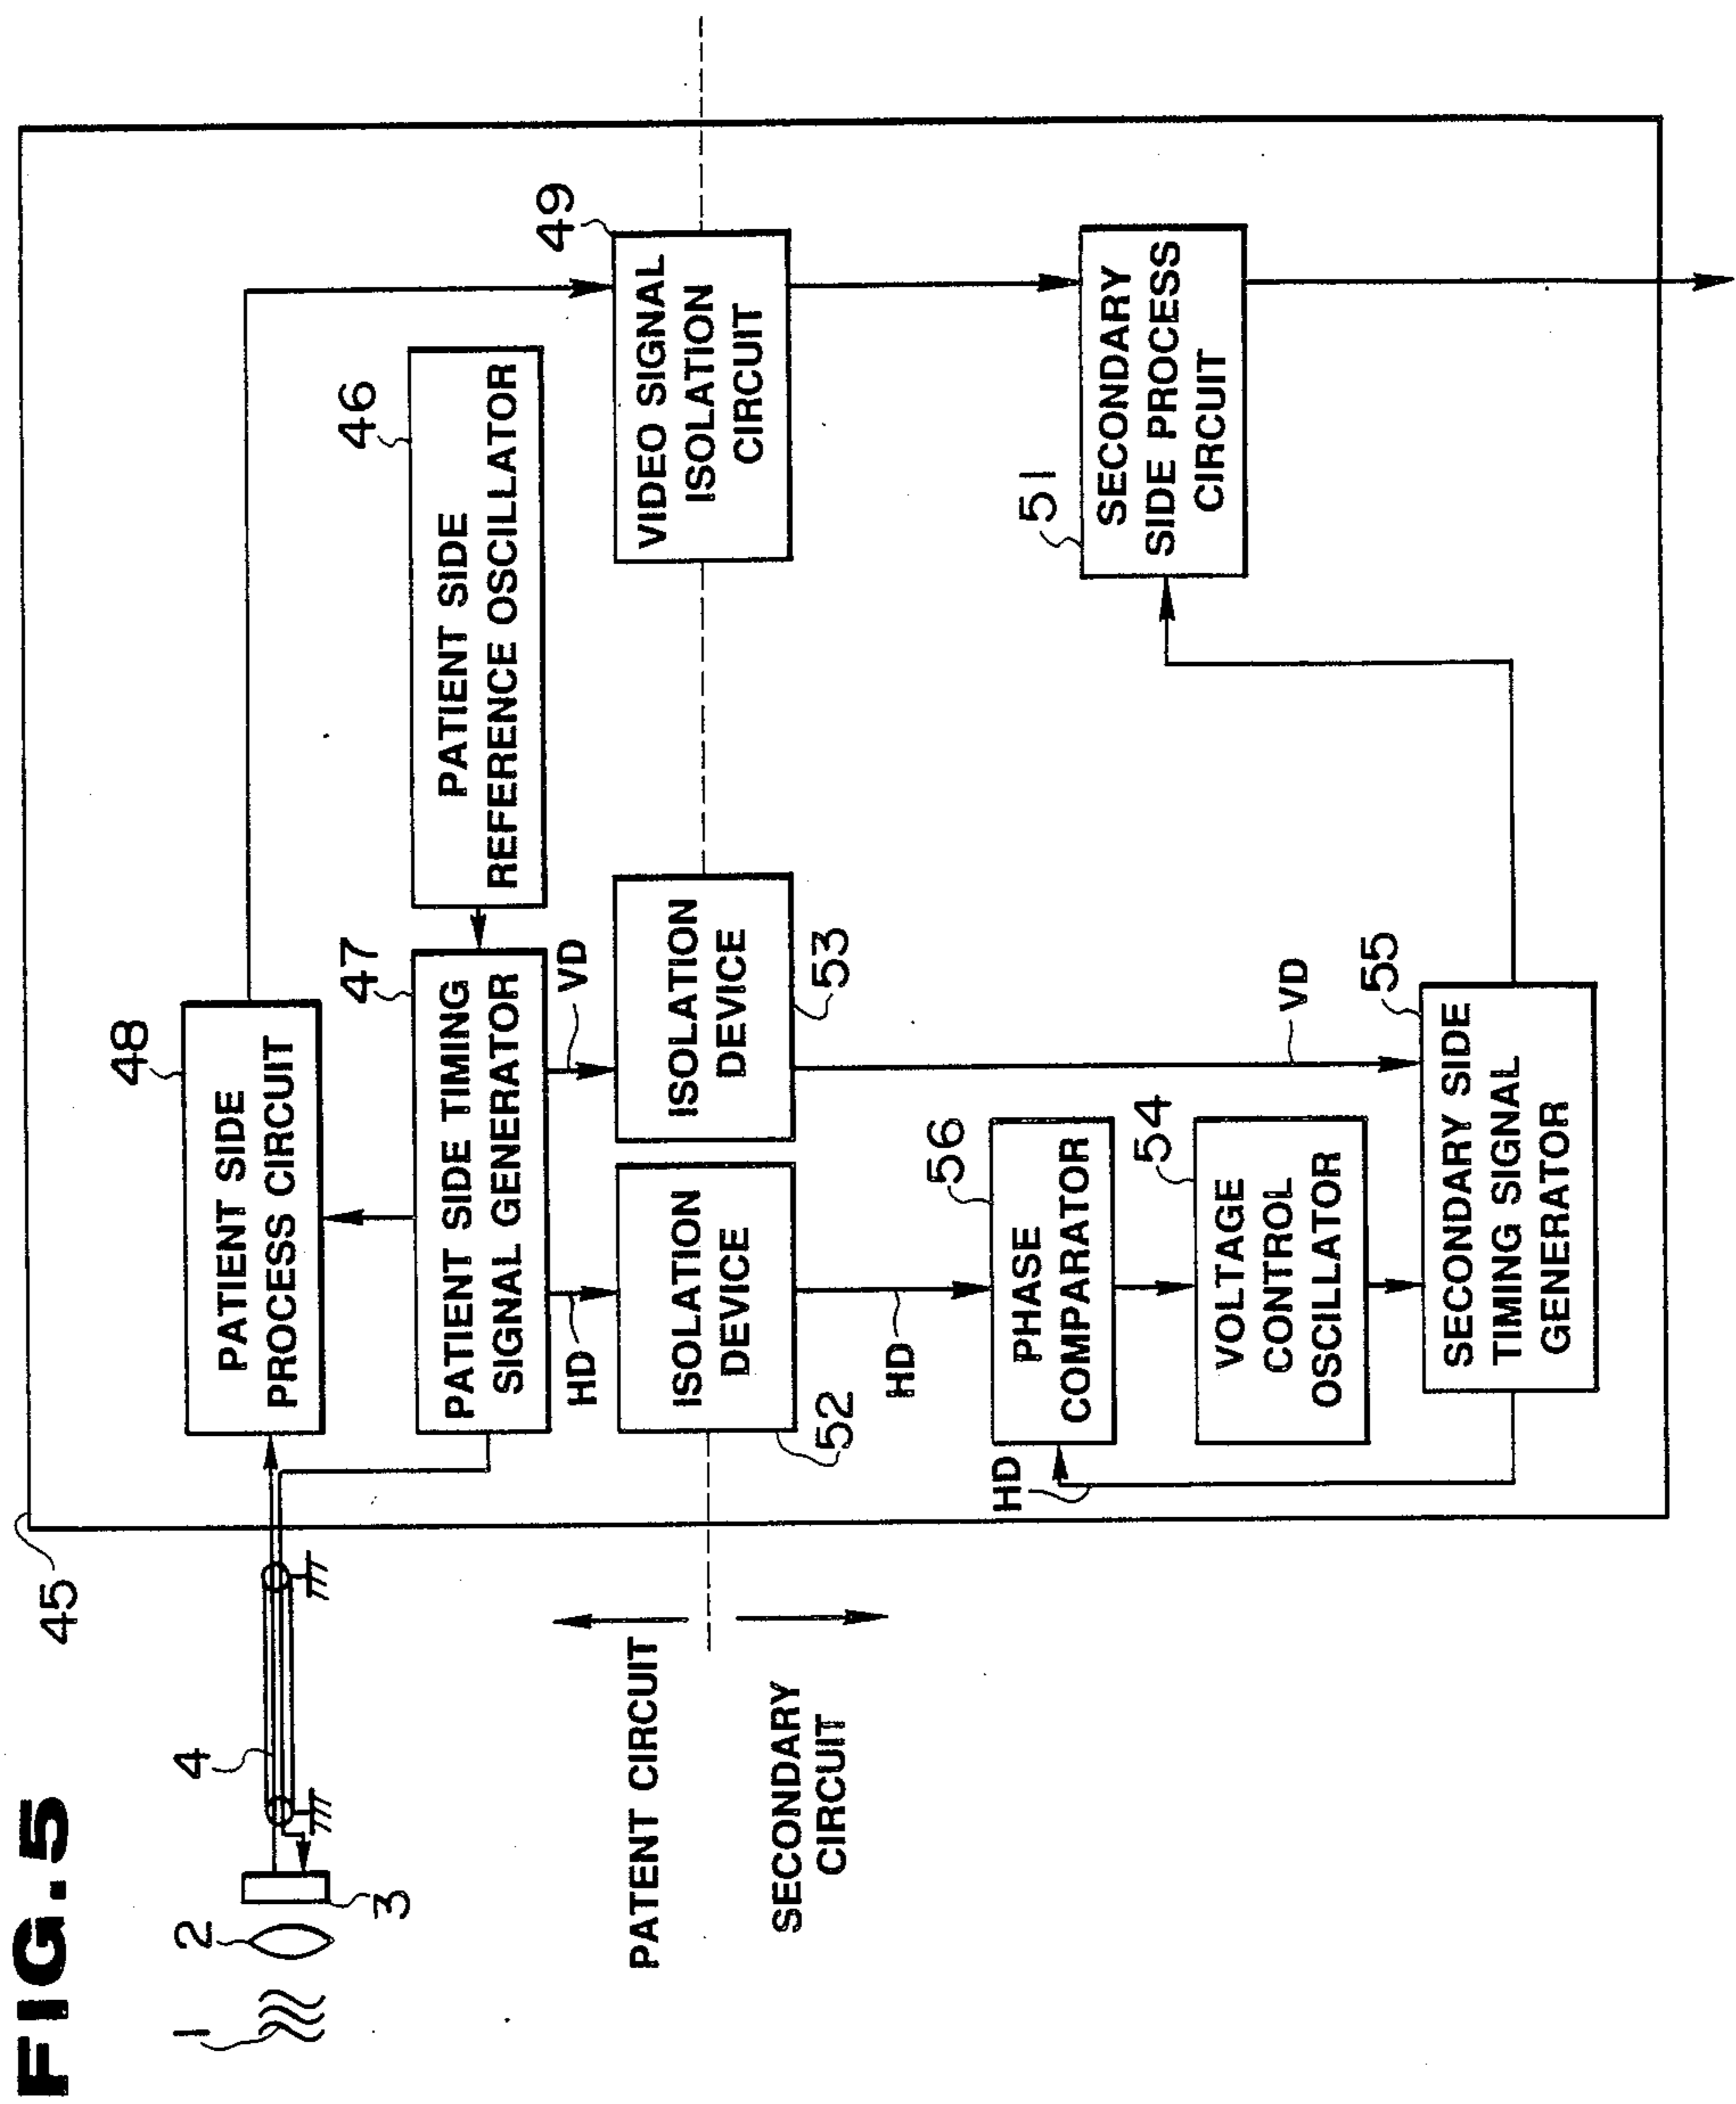 FIG.5
45
1
2
3
4
48
PATIENT SIDE
PROCESS CIRCUIT
47
PATIENT SIDE TIMING
SIGNAL GENERATOR
46
PATIENT SIDE
REFERENCE OSCILLATOR
HD
VD
49
VIDEO SIGNAL
ISOLATION
CIRCUIT
ISOLATION
DEVICE
52
ISOLATION
DEVICE
53
PATENT CIRCUIT
SECONDARY
CIRCUIT
HD
56
PHASE
COMPARATOR
HD
54
VOLTAGE
CONTROL
OSCILLATOR
VD
55
SECONDARY SIDE
TIMING SIGNAL
GENERATOR
51
SECONDARY
SIDE PROCESS
CIRCUIT